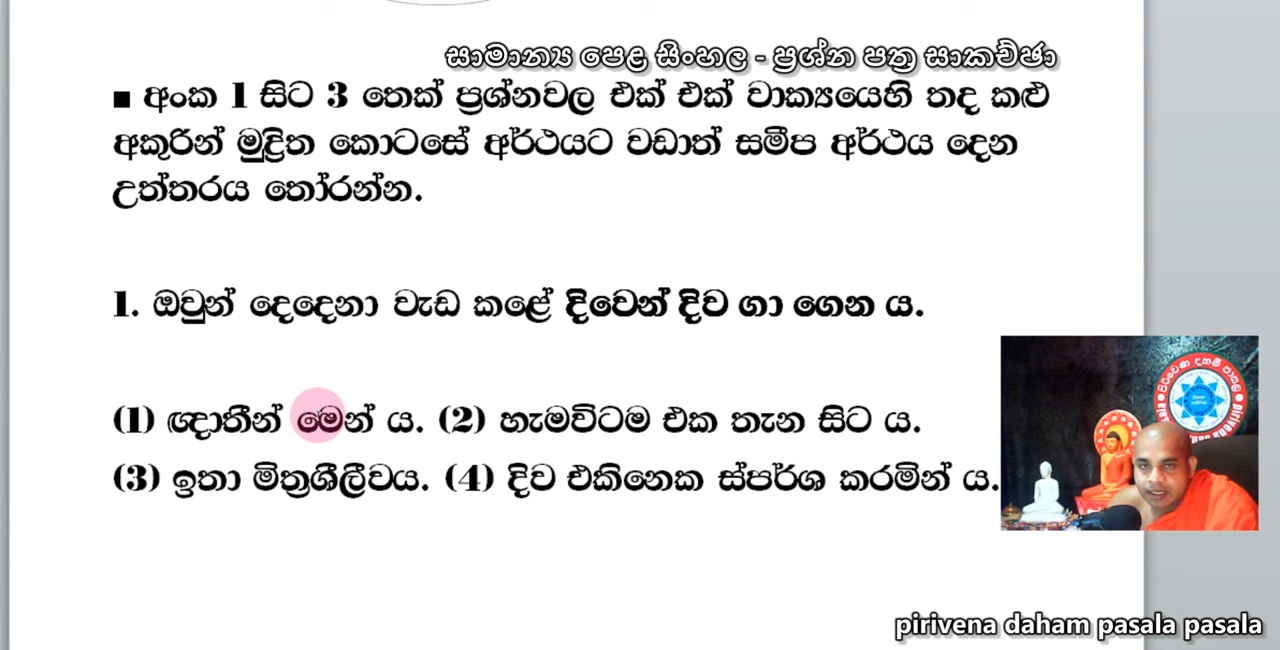 සාමාන්‍ය පෙළ සිංහල - ප්‍රශ්න පත්‍ර සාකච්ඡා
■ අංක 1 සිට 3 තෙක් ප්‍රශ්නවල එක් එක් වාක්‍යයෙහි තද කළු
අකුරින් මුද්‍රිත කොටසේ අර්ථයට වඩාත් සමීප අර්ථය දෙන
උත්තරය තෝරන්න.
1. ඔවුන් දෙදෙනා වැඩ කළේ දිවෙන් දිව ගා ගෙන ය.
(1) ඥාතීන් මෙන් ය. (2) හැමවිටම එක තැන සිට ය.
(3) ඉතා මිත්‍රශීලීවය. (4) දිව එකිනෙක ස්පර්ශ කරමින් ය.
පිරිවෙණ දහම් පාසල
pirivena daham pasala pasala